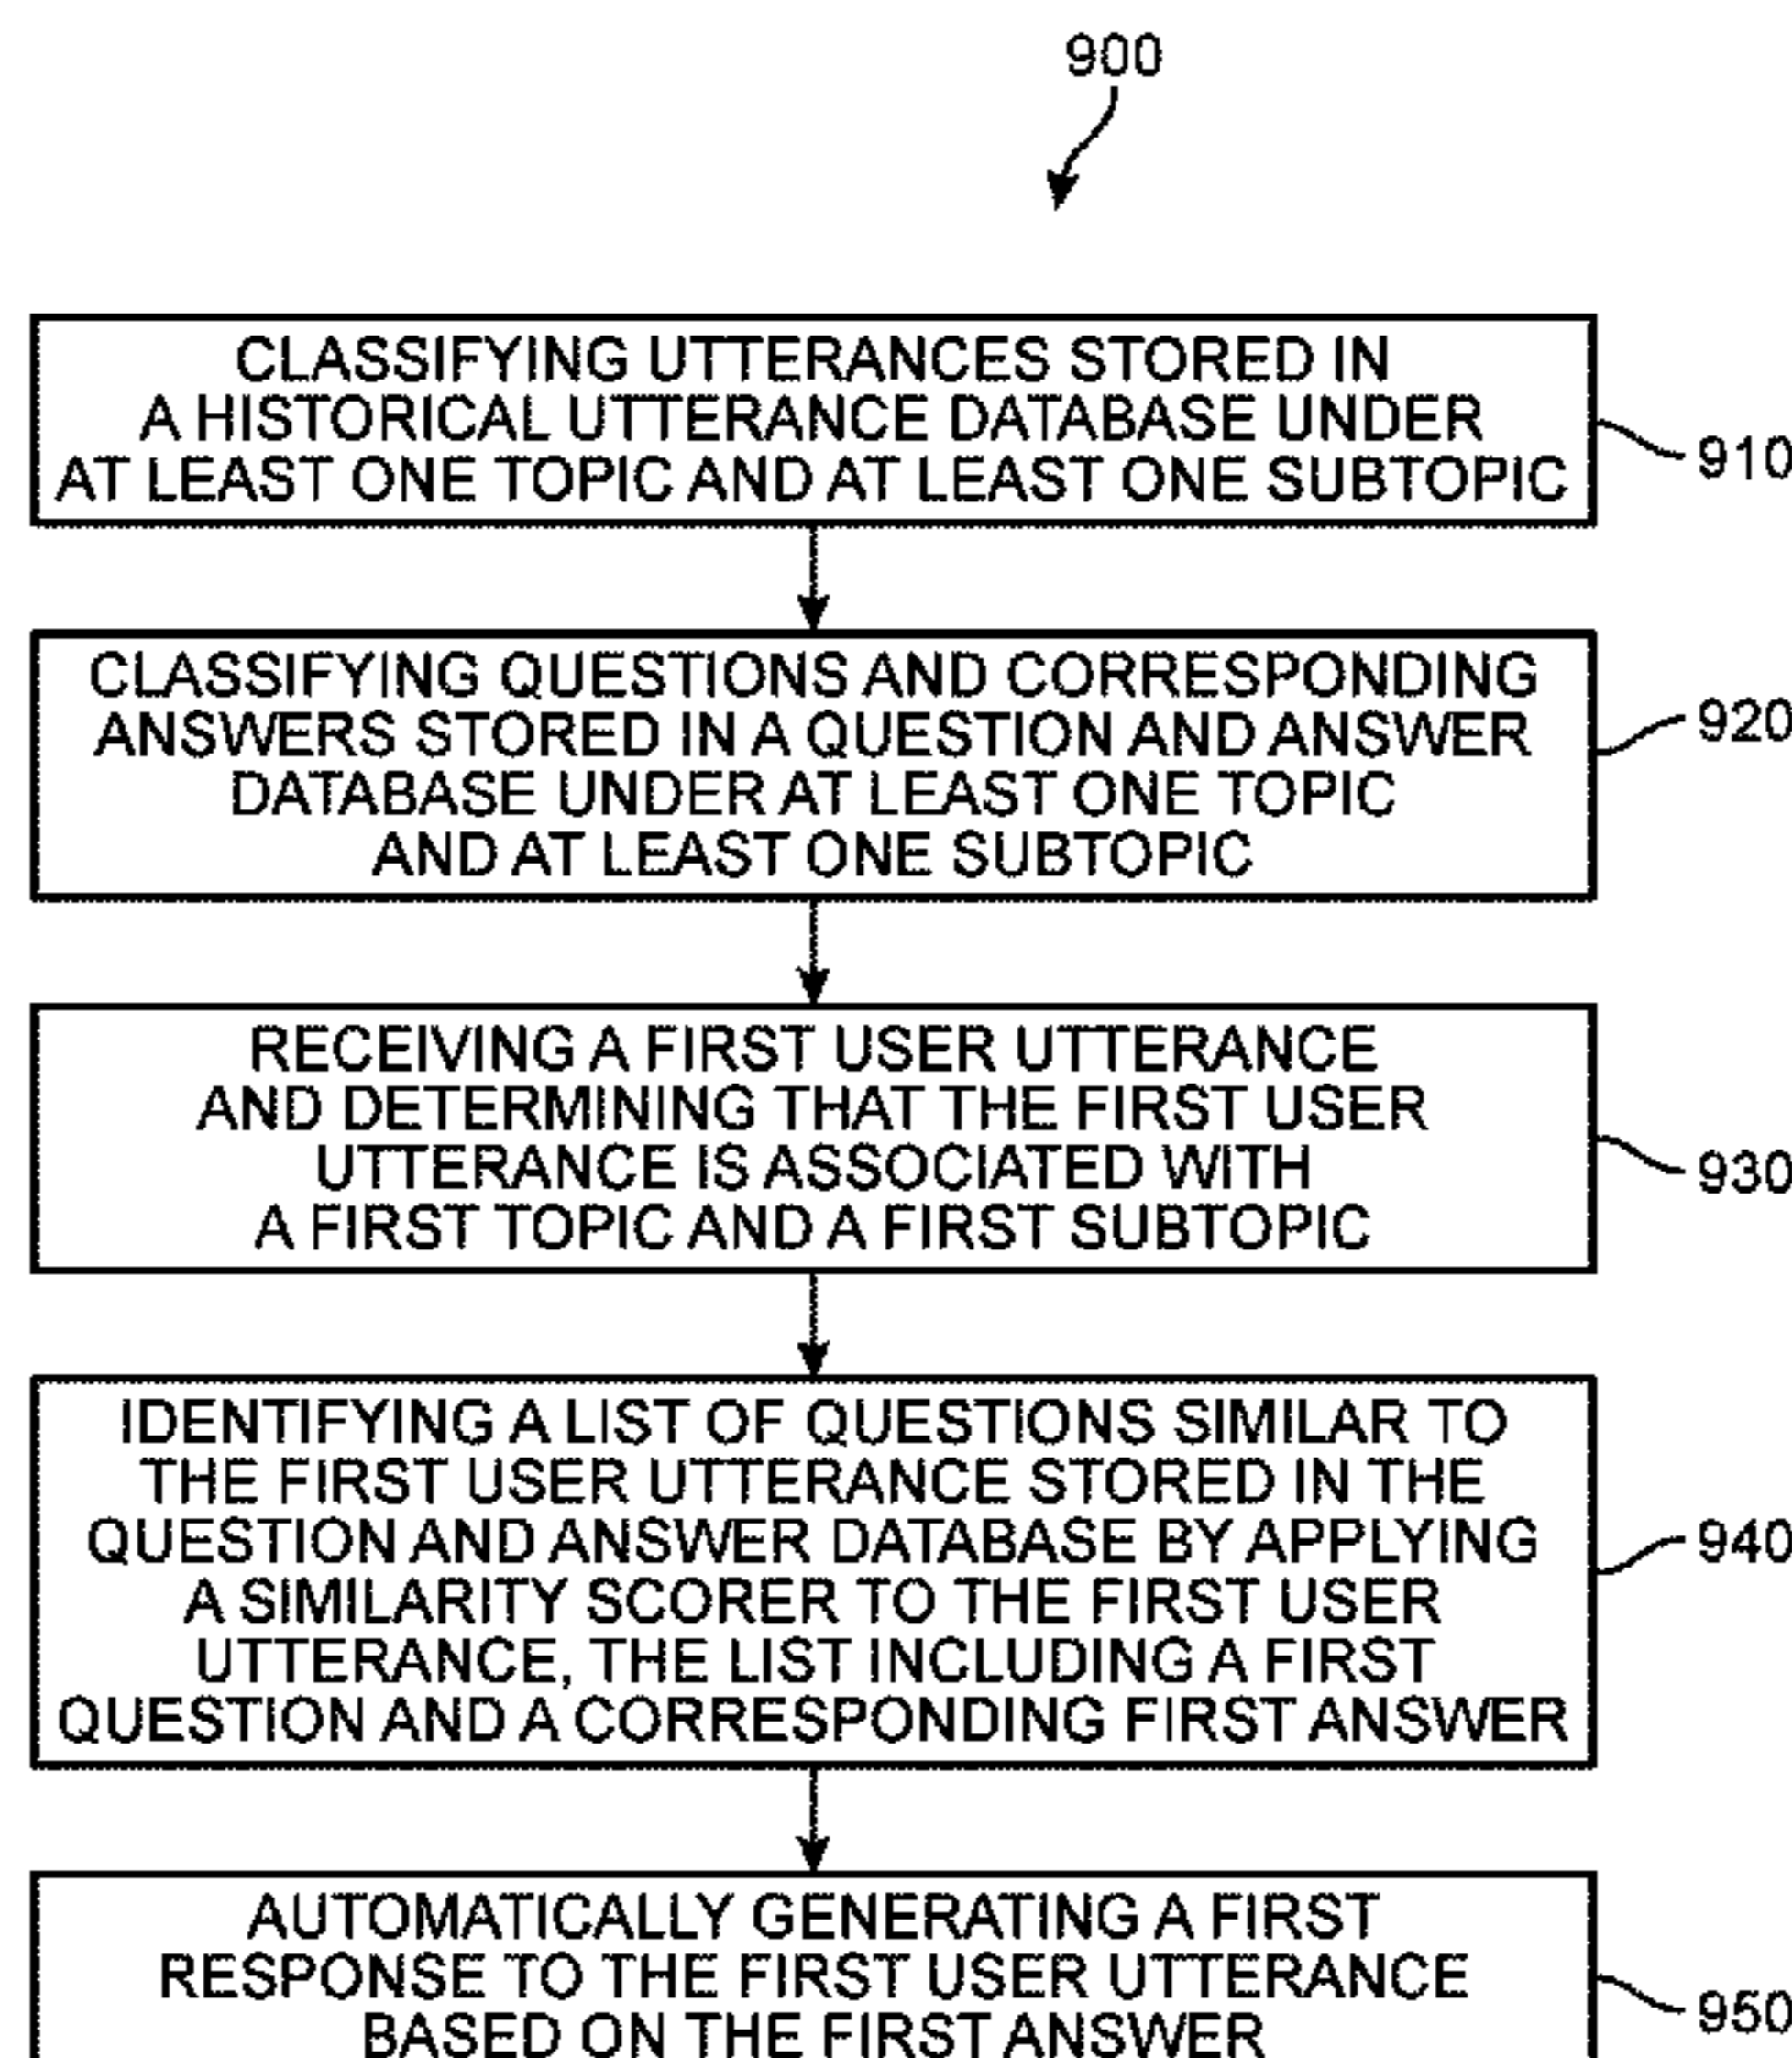 900
CLASSIFYING UTTERANCES STORED IN
A HISTORICAL UTTERANCE DATABASE UNDER
AT LEAST ONE TOPIC AND AT LEAST ONE SUBTOPIC
910
CLASSIFYING QUESTIONS AND CORRESPONDING
ANSWERS STORED IN A QUESTION AND ANSWER
DATABASE UNDER AT LEAST ONE TOPIC
AND AT LEAST ONE SUBTOPIC
920
RECEIVING A FIRST USER UTTERANCE
AND DETERMINING THAT THE FIRST USER
UTTERANCE IS ASSOCIATED WITH
A FIRST TOPIC AND A FIRST SUBTOPIC
930
IDENTIFYING A LIST OF QUESTIONS SIMILAR TO
THE FIRST USER UTTERANCE STORED IN THE
QUESTION AND ANSWER DATABASE BY APPLYING
A SIMILARITY SCORER TO THE FIRST USER
UTTERANCE, THE LIST INCLUDING A FIRST
QUESTION AND A CORRESPONDING FIRST ANSWER
940
AUTOMATICALLY GENERATING A FIRST
RESPONSE TO THE FIRST USER UTTERANCE
BASED ON THE FIRST ANSWER
950